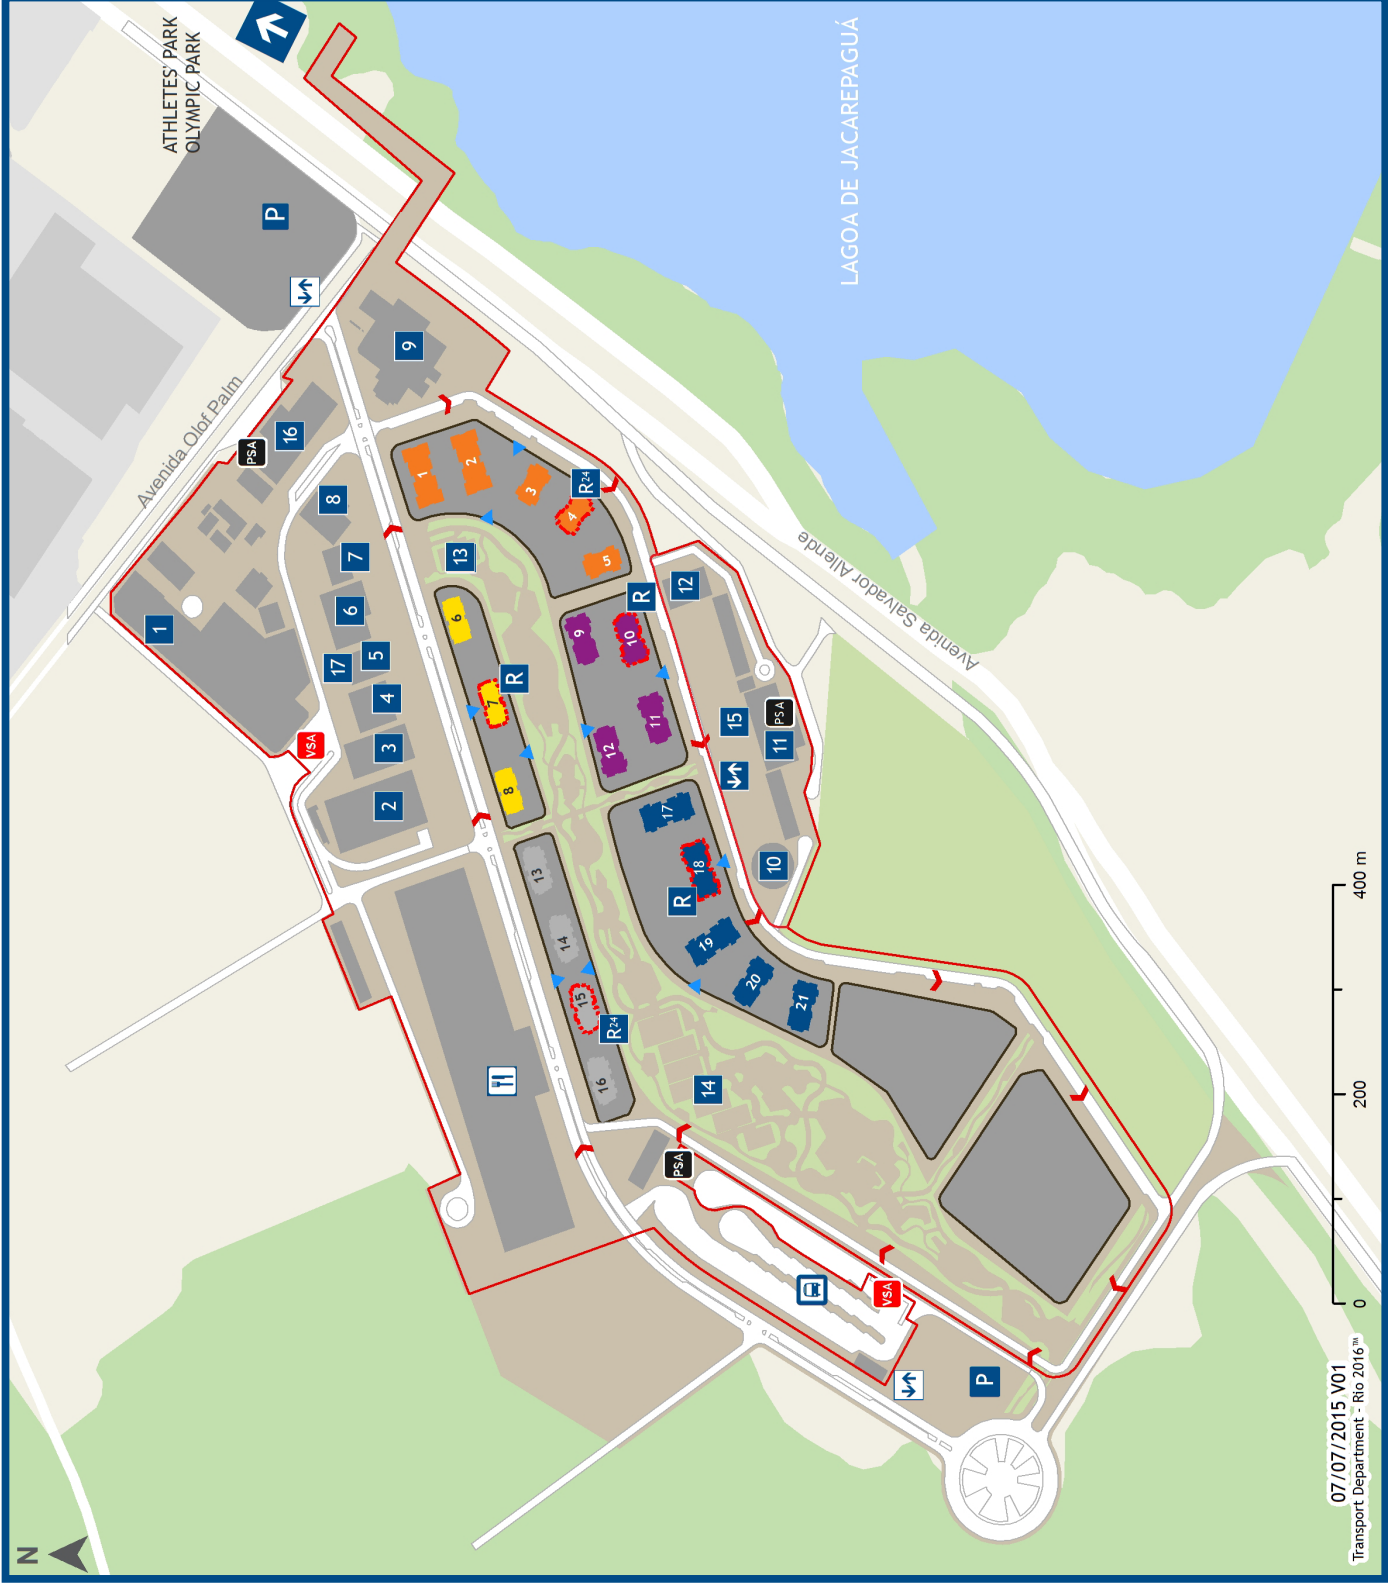 N
ATHLETES' PARK
OLYMPIC PARK
P
Avenida Olof Palm
LAGOA DE JACAREPAGUÁ
Avenida Salvador Allende
PSA
16
9
8
7
6
5
17
4
3
2
1
VSA
13
1
2
3
4
R24
5
6
7
R
8
9
10
R
11
12
12
15
PSA
11
10
13
14
15
R24
16
17
18
R
19
20
21
14
PSA
VSA
P
0 200 400 m
07/07/2015 V01
Transport Department - Rio 2016™